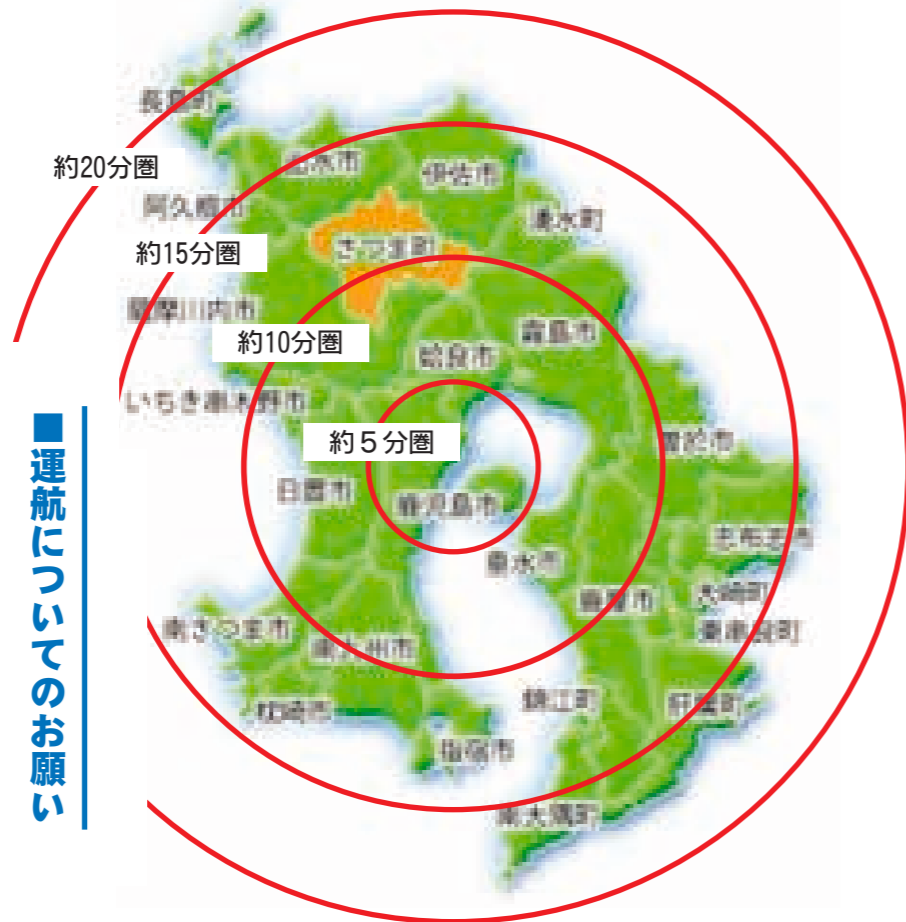 長島町
約20分圏
出水市
伊佐市
阿久根市
湧水町
さつま町
約15分圏
薩摩川内市
約10分圏
霧島市
姶良市
いちき串木野市
約5分圏
曽於市
日置市
鹿児島市
志布志市
垂水市
鹿屋市
大崎町
東串良町
南さつま市
南九州市
錦江町
肝属町
枕崎市
指宿市
南大隅町
■運航についてのお願い